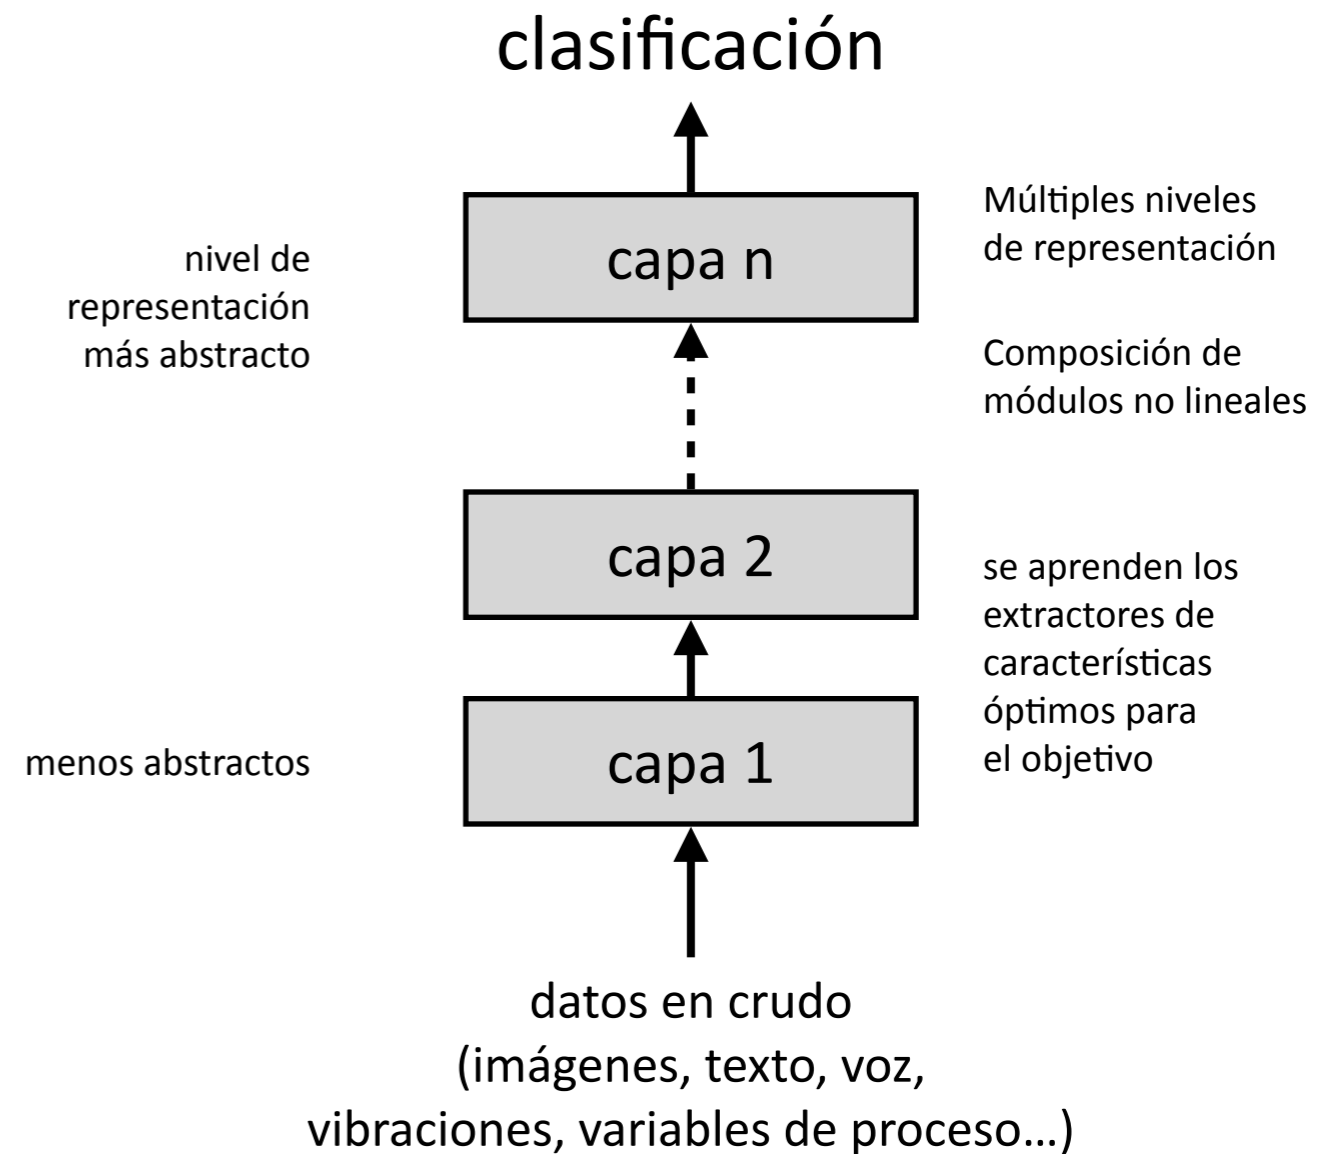 clasificación
capa n
nivel de
representación
más abstracto
Múltiples niveles
de representación
Composición de
módulos no lineales
capa 2
se aprenden los
extractores de
características
óptimos para
el objetivo
capa 1
menos abstractos
datos en crudo
(imágenes, texto, voz,
vibraciones, variables de proceso…)